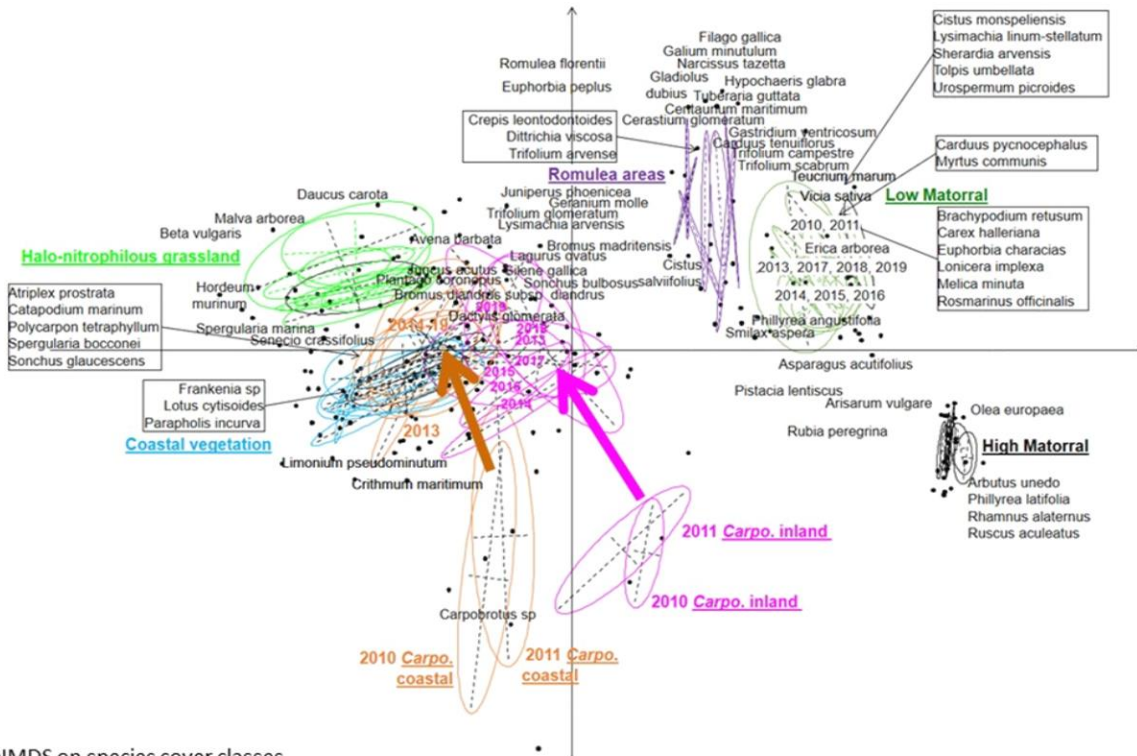 Cistus monspeliensis
Lysimachia linum-stellatum
Sherardia arvensis
Tolpis umbellata
Urospermum picroides
Filago gallica
Galium minutulum
Narcissus tazetta
Romulea florentii
Gladiolus
dubius
Hypochaeris glabra
Euphorbia peplus
Tuberaria guttata
Centaurium maritimum
Crepis leontodontoides
Dittrichia viscosa
Trifolium arvense
Cerastium glomeratum
Gastridium ventricosum
Carduus tenuiflorus
Trifolium campestre
Trifolium scabrum
Carduus pycnocephalus
Myrtus communis
Romulea areas
Teucrium marum
Vicia sativa
Low Matorral
Daucus carota
Juniperus phoenicea
Geranium molle
Trifolium glomeratum
Lysimachia arvensis
Malva arborea
Beta vulgaris
2010, 2011
Brachypodium retusum
Carex halleriana
Euphorbia characias
Lonicera implexa
Melica minuta
Rosmarinus officinalis
Avena barbata
Bromus madritensis
Erica arborea
Halo-nitrophilous grassland
Lagurus ovatus
Cistus
salviifolius
2013, 2017, 2018, 2019
Juncus acutus
Silene gallica
Plantago coronopus
Sonchus bulbosus
Hordeum
murinum
Bromus diandrus subsp. diandrus
2014, 2015, 2016
Atriplex prostrata
Catapodium marinum
Polycarpon tetraphyllum
Spergularia bocconei
Sonchus glaucescens
2019
Dactylis glomerata
2014-19
Phillyrea angustifolia
Spergularia marina
2018
Smilax aspera
Senecio crassifolius
2013
2017
Asparagus acutifolius
2015
2016
2014
Frankenia sp
Lotus cytisoides
Parapholis incurva
Pistacia lentiscus
Arisarum vulgare
Olea europaea
2013
Rubia peregrina
Coastal vegetation
High Matorral
Limonium pseudominutum
Crithmum maritimum
Arbutus unedo
Phillyrea latifolia
Rhamnus alaternus
Ruscus aculeatus
2011 Carpo. inland
2010 Carpo. inland
Carpobrotus sp
2010 Carpo.
coastal
2011 Carpo.
coastal
NMDS on species cover classes